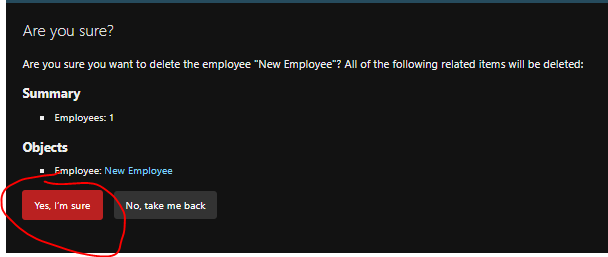 Are you sure?
Are you sure you want to delete the employee "New Employee"? All of the following related items will be deleted:
Summary
Employees: 1
Objects
Employee: New Employee
Yes, I'm sure
No, take me back